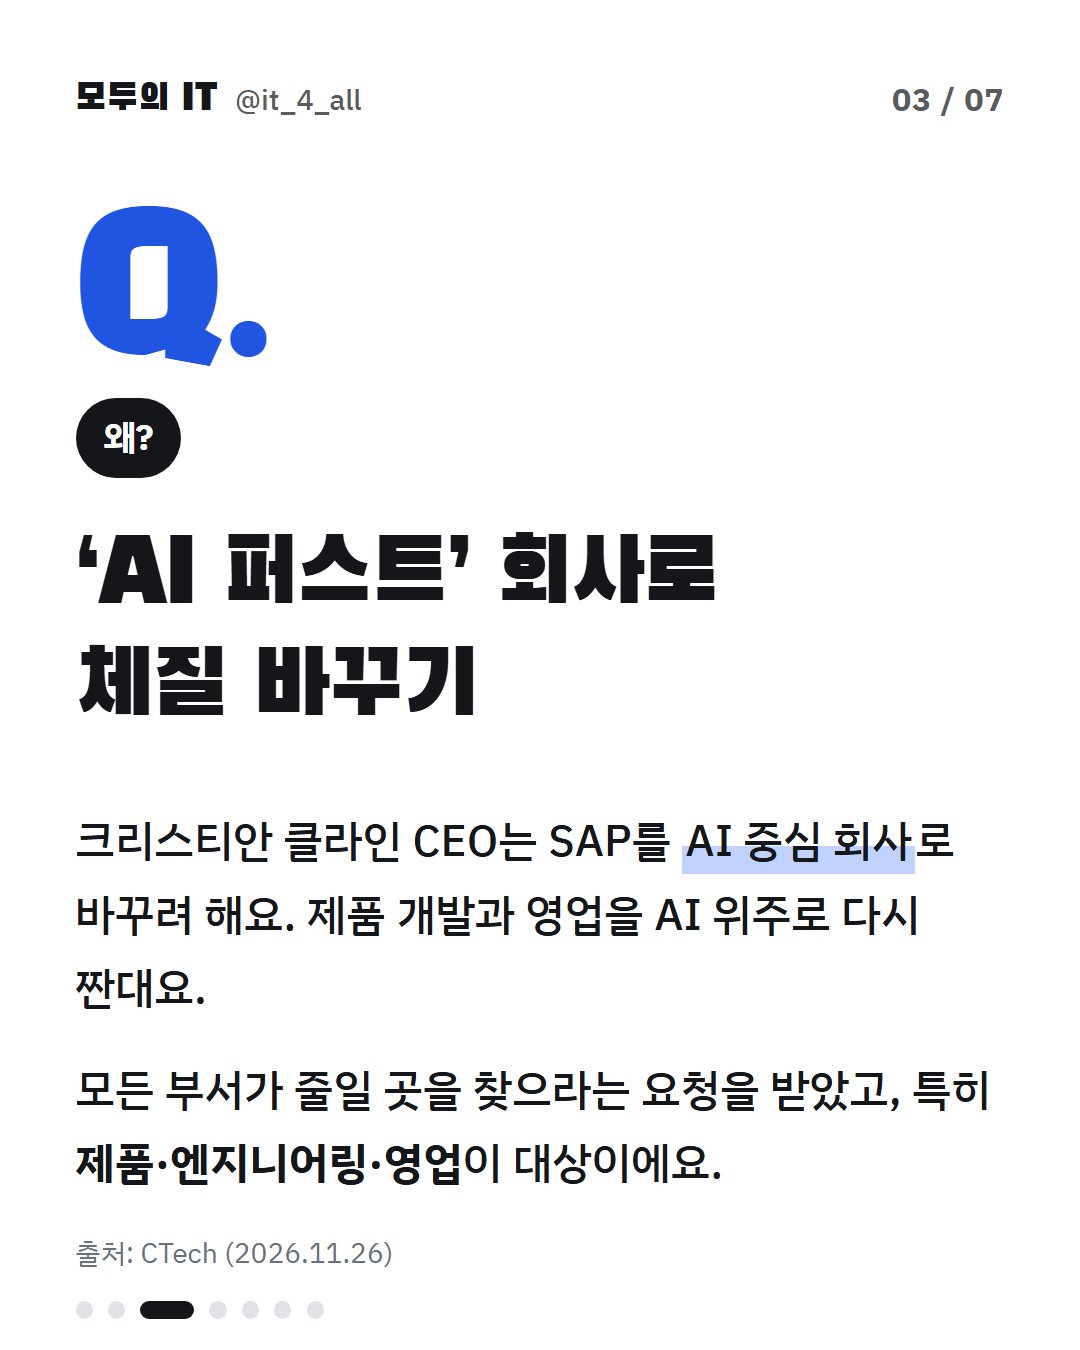 모두의 IT @it_4_all
03 / 07
Q.
왜?
‘AI 퍼스트’ 회사로
체질 바꾸기
크리스티안 클라인 CEO는 SAP를 AI 중심 회사로
바꾸려 해요. 제품 개발과 영업을 AI 위주로 다시
짠대요.
모든 부서가 줄일 곳을 찾으라는 요청을 받았고, 특히
제품·엔지니어링·영업이 대상이에요.
출처: CTech (2026.11.26)